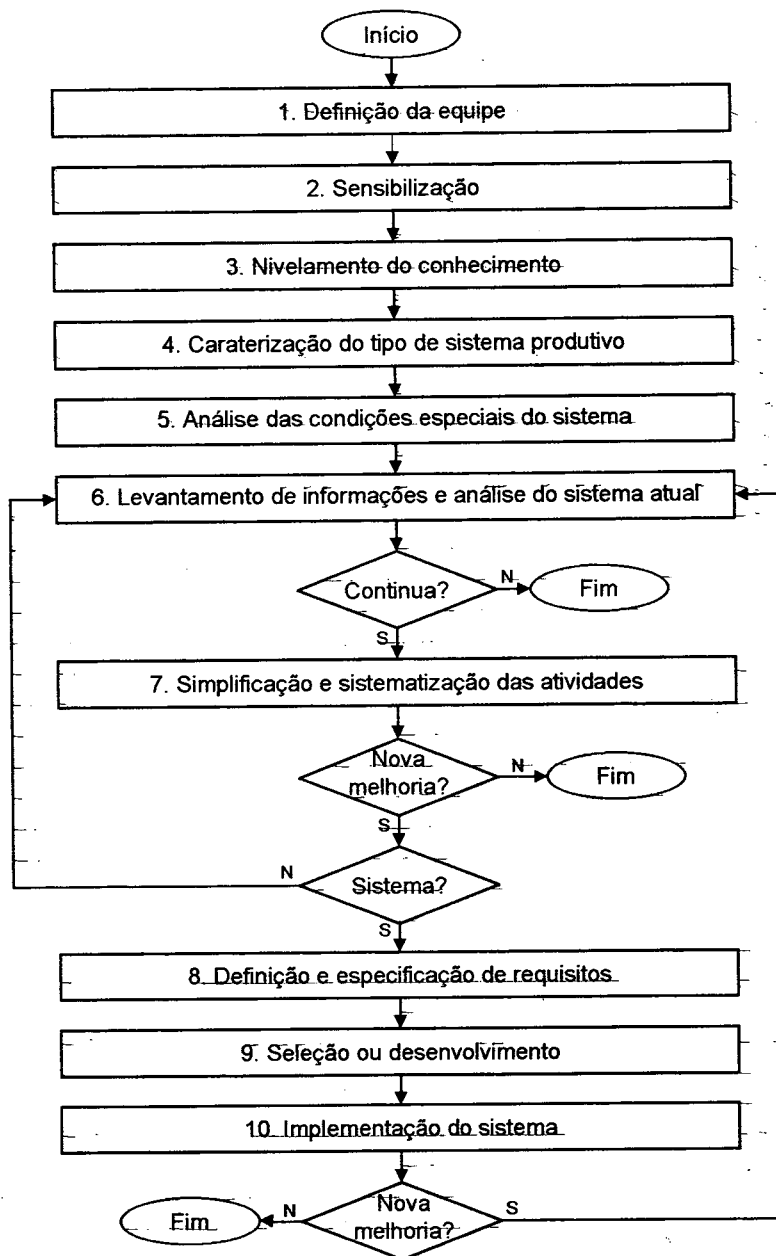 Início
1. Definição da equipe
2. Sensibilização
3. Nivelamento do conhecimento
4. Caraterização do tipo de sistema produtivo
5. Análise das condições especiais do sistema
6. Levantamento de informações e análise do sistema atual
Continua?
N
Fim
S
7. Simplificação e sistematização das atividades
Nova
melhoria?
N
Fim
S
N
Sistema?
S
8. Definição e especificação de requisitos
9. Seleção ou desenvolvimento
10. Implementação do sistema
Fim
N
Nova
melhoria?
S